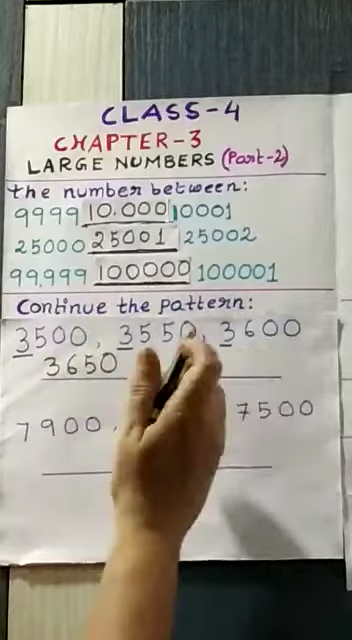 CLASS-4
CHAPTER-3
LARGE NUMBERS (Part-2)
the number between:
9999 10.000 10001
25000 25001 25002
99,999 100000 100001
Continue the pattern:
3500, 3550, 3600
3650
7900, 7500